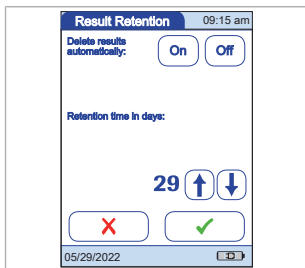 Result Retention 09:15 am
Delete results
automatically:
On Off
Retention time in days:
29
05/29/2022